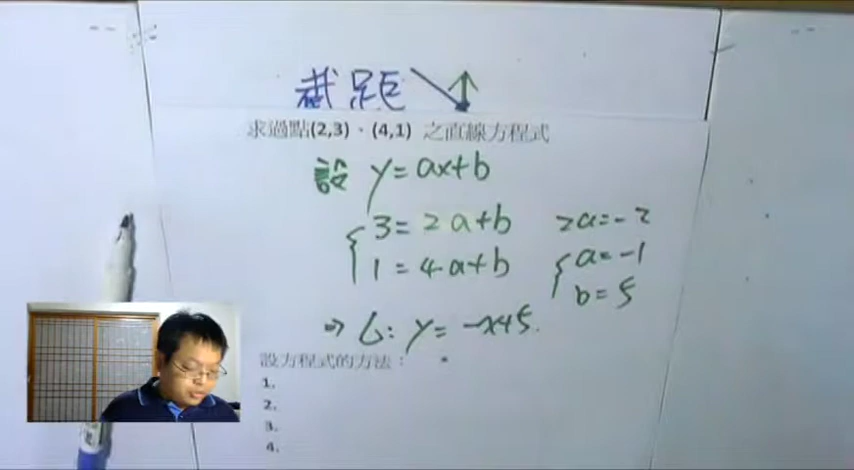 截距
求過點(2,3)、(4,1) 之直線方程式
設 y=ax+b
3=2a+b 2a=-2
1=4a+b a=-1
b=5
⇒ L: y=-x+5.
設方程式的方法：
1.
2.
3.
4.